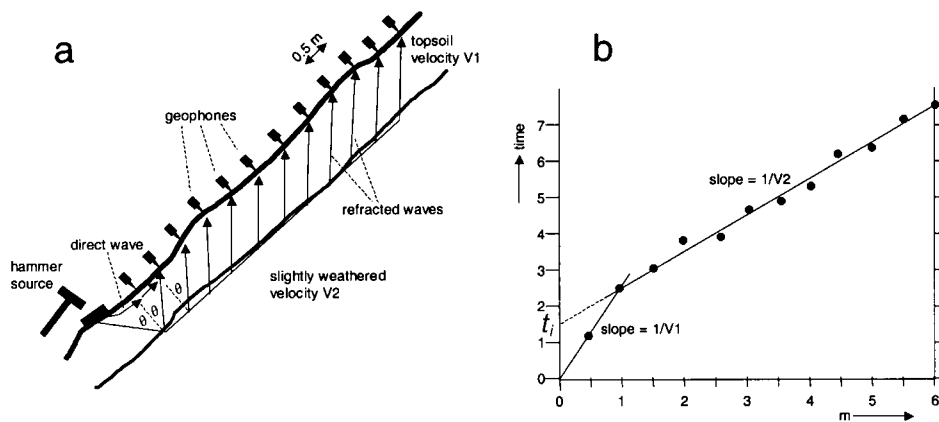 a
0.5 m
topsoil
velocity V1
geophones
refracted waves
direct wave
hammer
source
θ θ θ
slightly weathered
velocity V2
b
time
7
6
5
4
3
2
t_i
1
0
slope = 1/V2
slope = 1/V1
0 1 2 3 4 5 6
m